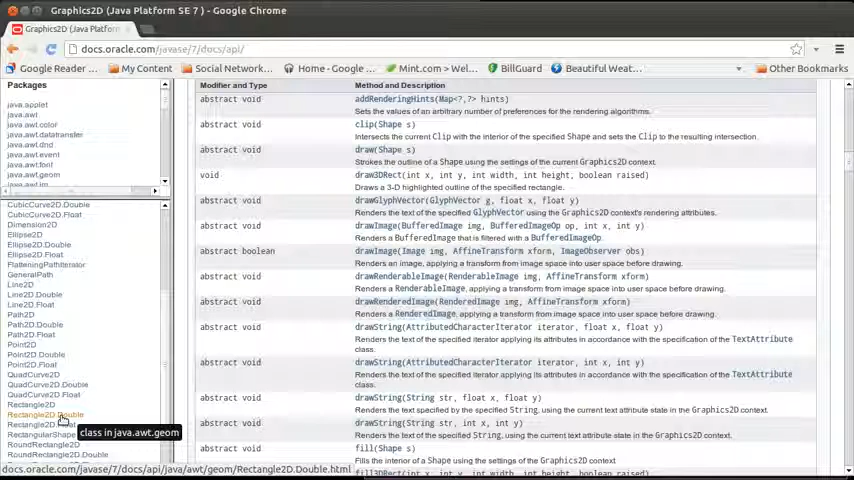 Graphics2D (Java Platform SE 7 ) - Google Chrome
Graphics2D (Java Platform
docs.oracle.com/javase/7/docs/api/
Google Reader ... My Content Social Network... Home - Google ... Mint.com > Wel... BillGuard Beautiful Weat... Other Bookmarks
Packages
java.applet
java.awt
java.awt.color
java.awt.datatransfer
java.awt.dnd
java.awt.event
java.awt.font
java.awt.geom
java.awt.im
CubicCurve2D.Double
CubicCurve2D.Float
Dimension2D
Ellipse2D
Ellipse2D.Double
Ellipse2D.Float
FlatteningPathIterator
GeneralPath
Line2D
Line2D.Double
Line2D.Float
Path2D
Path2D.Double
Path2D.Float
Point2D
Point2D.Double
Point2D.Float
QuadCurve2D
QuadCurve2D.Double
QuadCurve2D.Float
Rectangle2D
Rectangle2D.Double
Rectangle2D.Float
RectangularShape
RoundRectangle2D
RoundRectangle2D.Double
class in java.awt.geom
docs.oracle.com/javase/7/docs/api/java/awt/geom/Rectangle2D.Double.html
Modifier and Type Method and Description
abstract void addRenderingHints(Map<?,?> hints)
Sets the values of an arbitrary number of preferences for the rendering algorithms.
abstract void clip(Shape s)
Intersects the current Clip with the interior of the specified Shape and sets the Clip to the resulting intersection.
abstract void draw(Shape s)
Strokes the outline of a Shape using the settings of the current Graphics2D context.
void draw3DRect(int x, int y, int width, int height, boolean raised)
Draws a 3-D highlighted outline of the specified rectangle.
abstract void drawGlyphVector(GlyphVector g, float x, float y)
Renders the text of the specified GlyphVector using the Graphics2D context's rendering attributes.
abstract void drawImage(BufferedImage img, BufferedImageOp op, int x, int y)
Renders a BufferedImage that is filtered with a BufferedImageOp.
abstract boolean drawImage(Image img, AffineTransform xform, ImageObserver obs)
Renders an image, applying a transform from image space into user space before drawing.
abstract void drawRenderableImage(RenderableImage img, AffineTransform xform)
Renders a RenderableImage, applying a transform from image space into user space before drawing.
abstract void drawRenderedImage(RenderedImage img, AffineTransform xform)
Renders a RenderedImage, applying a transform from image space into user space before drawing.
abstract void drawString(AttributedCharacterIterator iterator, float x, float y)
Renders the text of the specified iterator applying its attributes in accordance with the specification of the TextAttribute
class.
abstract void drawString(AttributedCharacterIterator iterator, int x, int y)
Renders the text of the specified iterator applying its attributes in accordance with the specification of the TextAttribute
class.
abstract void drawString(String str, float x, float y)
Renders the text specified by the specified String, using the current text attribute state in the Graphics2D context.
abstract void drawString(String str, int x, int y)
Renders the text of the specified String, using the current text attribute state in the Graphics2D context.
abstract void fill(Shape s)
Fills the interior of a Shape using the settings of the Graphics2D context.
void fill3DRect(int x, int y, int width, int height, boolean raised)